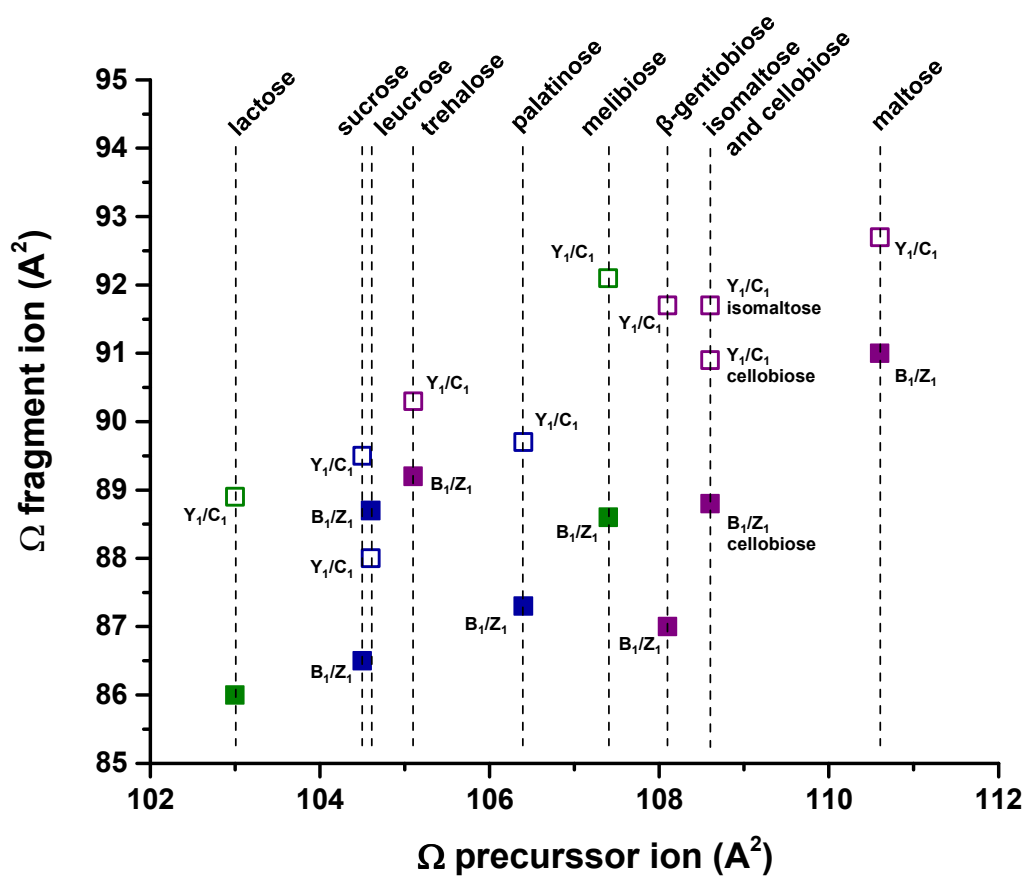 lactose
sucrose
leucrose
trehalose
palatinose
melibiose
β-gentiobiose
isomaltose
and cellobiose
maltose
Ω fragment ion (A²)
95
94
93
92
91
90
89
88
87
86
85
Y₁/C₁
Y₁/C₁
B₁/Z₁
Y₁/C₁
B₁/Z₁
Y₁/C₁
B₁/Z₁
Y₁/C₁
B₁/Z₁
Y₁/C₁
B₁/Z₁
Y₁/C₁
B₁/Z₁
Y₁/C₁
isomaltose
Y₁/C₁
cellobiose
B₁/Z₁
cellobiose
Y₁/C₁
B₁/Z₁
102
104
106
108
110
112
Ω precurssor ion (A²)